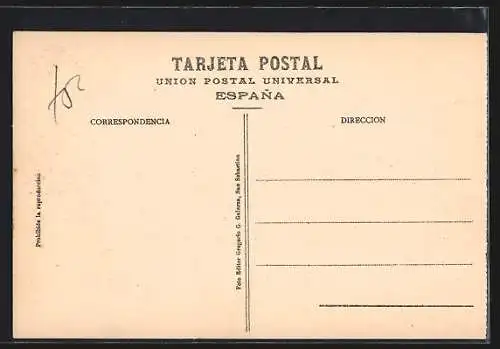 TARJETA POSTAL
UNION POSTAL UNIVERSAL
ESPAÑA
CORRESPONDENCIA
DIRECCION
Prohibida la reproducción
Foto Editor Gregorio G. Galarza, San Sebastian